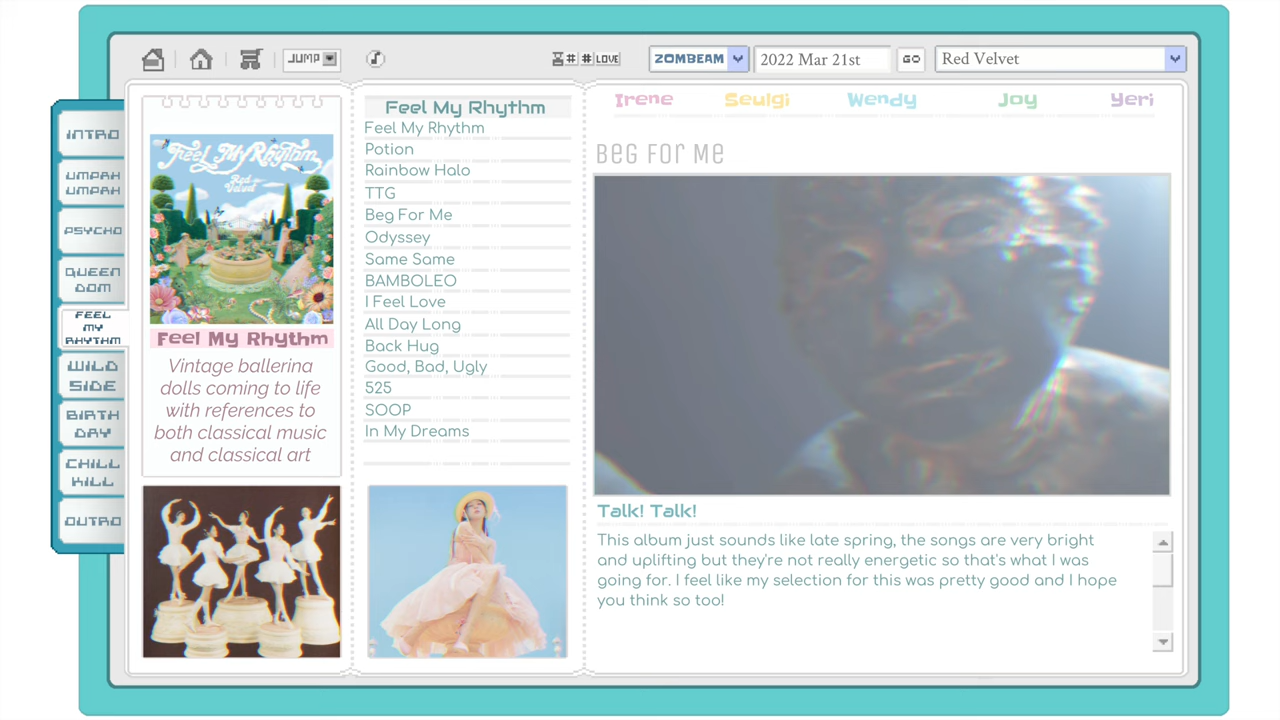 JUMP
# # LOVE
ZOMBEAM
2022 Mar 21st
GO
Red Velvet
INTRO
UMPAH
UMPAH
PSYCHO
QUEEN
DOM
FEEL
MY
RHYTHM
WILD
SIDE
BIRTH
DAY
CHILL
KILL
OUTRO
Feel My Rhythm
Red
Velvet
Feel My Rhythm
Vintage ballerina
dolls coming to life
with references to
both classical music
and classical art
Feel My Rhythm
Feel My Rhythm
Potion
Rainbow Halo
TTG
Beg For Me
Odyssey
Same Same
BAMBOLEO
I Feel Love
All Day Long
Back Hug
Good, Bad, Ugly
525
SOOP
In My Dreams
Irene Seulgi Wendy Joy Yeri
Beg For Me
Talk! Talk!
This album just sounds like late spring, the songs are very bright
and uplifting but they're not really energetic so that's what I was
going for. I feel like my selection for this was pretty good and I hope
you think so too!